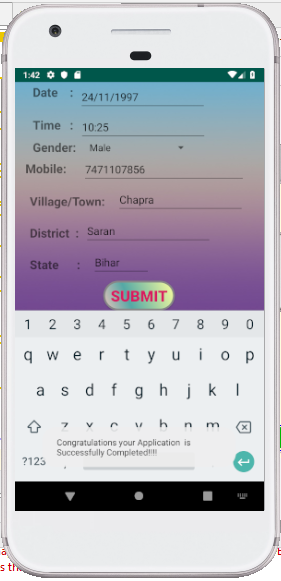 1:42
Date : 24/11/1997
Time : 10:25
Gender: Male
Mobile: 7471107856
Village/Town: Chapra
District : Saran
State : Bihar
SUBMIT
1 2 3 4 5 6 7 8 9 0
q w e r t y u i o p
a s d f g h j k l
z x c v b n m
Congratulations your Application is
Successfully Completed!!!!
?123